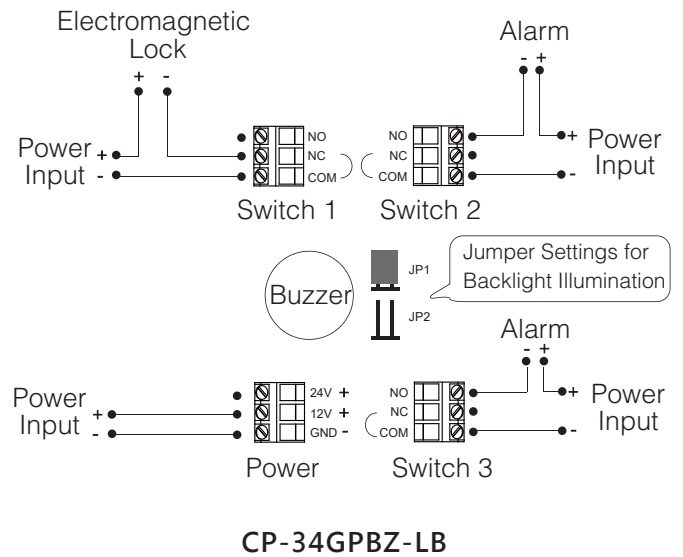 Electromagnetic
Lock
+ -
Power
Input
+
-
NO
NC
COM
Switch 1
Alarm
- +
NO
NC
COM
Switch 2
+
-
Power
Input
Buzzer
JP1
JP2
Jumper Settings for
Backlight Illumination
Power
Input
+
-
24V +
12V +
GND -
Power
Alarm
- +
NO
NC
COM
Switch 3
+
-
Power
Input
CP-34GPBZ-LB